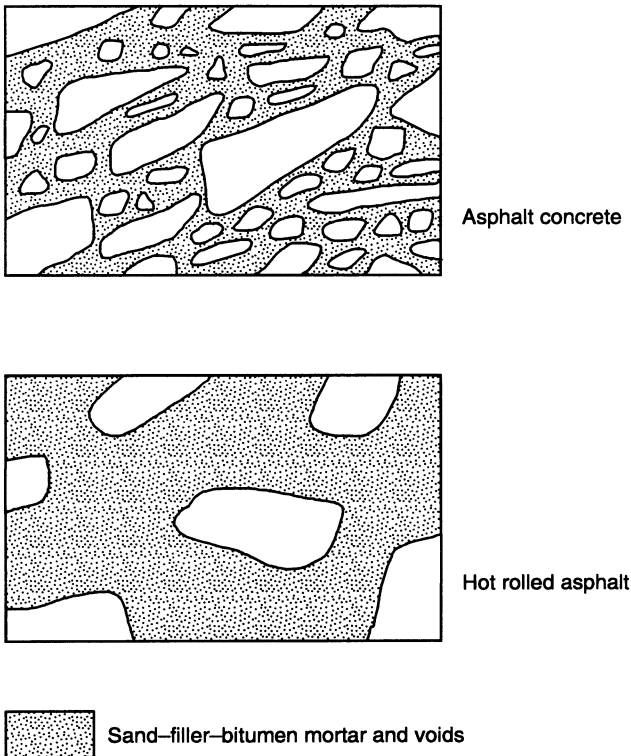 Asphalt concrete
Hot rolled asphalt
Sand–filler–bitumen mortar and voids